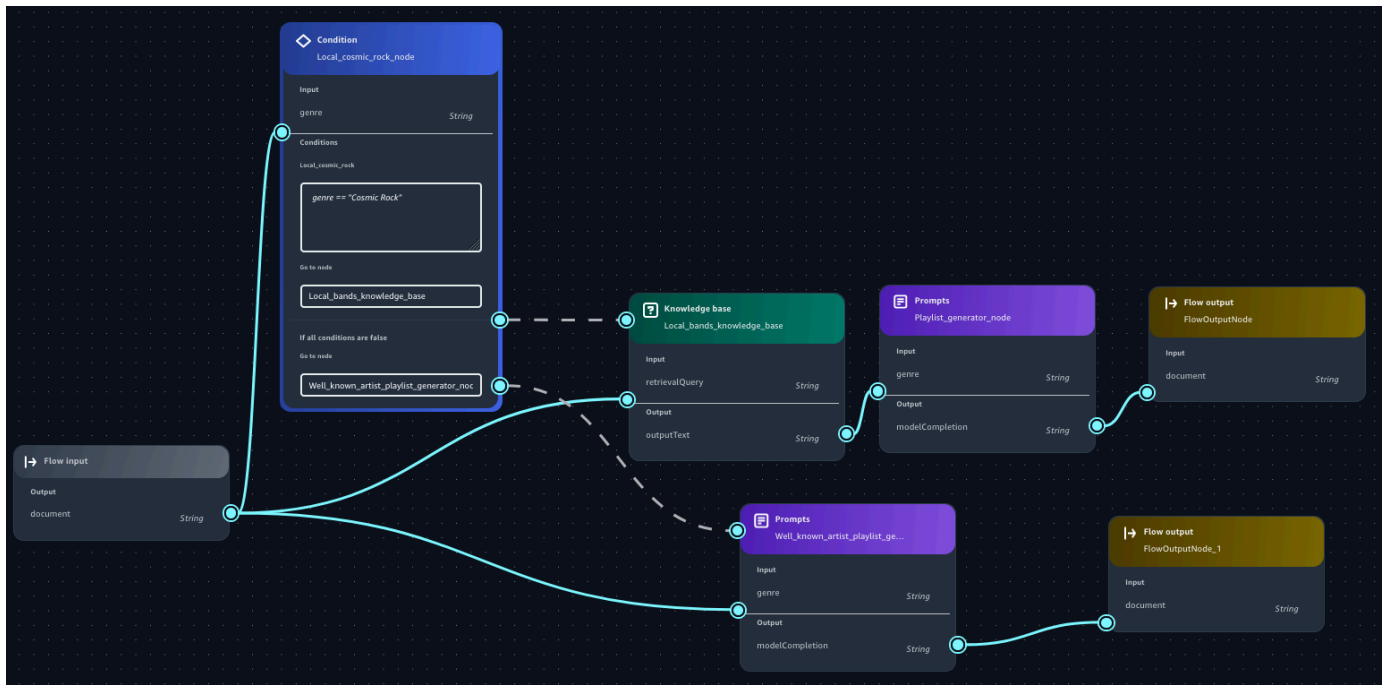 Condition
Local_cosmic_rock_node
Input
genre String
Conditions
Local_cosmic_rock
genre == "Cosmic Rock"
Go to node
Local_bands_knowledge_base
If all conditions are false
Go to node
Well_known_artist_playlist_generator_noc
Flow input
Output
document String
Knowledge base
Local_bands_knowledge_base
Input
retrievalQuery String
Output
outputText String
Prompts
Playlist_generator_node
Input
genre String
Output
modelCompletion String
Flow output
FlowOutputNode
Input
document String
Prompts
Well_known_artist_playlist_ge...
Input
genre String
Output
modelCompletion String
Flow output
FlowOutputNode_1
Input
document String